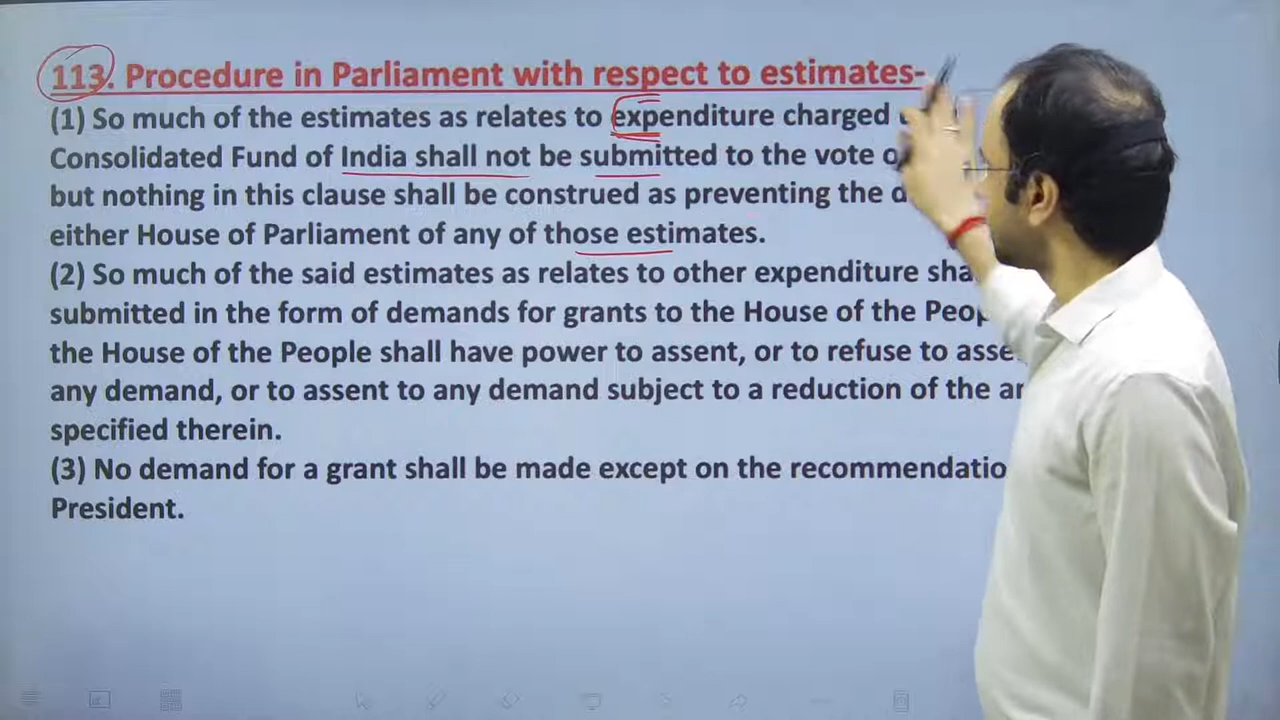 113. Procedure in Parliament with respect to estimates-
(1) So much of the estimates as relates to expenditure charged
Consolidated Fund of India shall not be submitted to the vote
but nothing in this clause shall be construed as preventing the
either House of Parliament of any of those estimates.
(2) So much of the said estimates as relates to other expenditure
submitted in the form of demands for grants to the House of the
the House of the People shall have power to assent, or to refuse to
any demand, or to assent to any demand subject to a reduction of the
specified therein.
(3) No demand for a grant shall be made except on the
President.